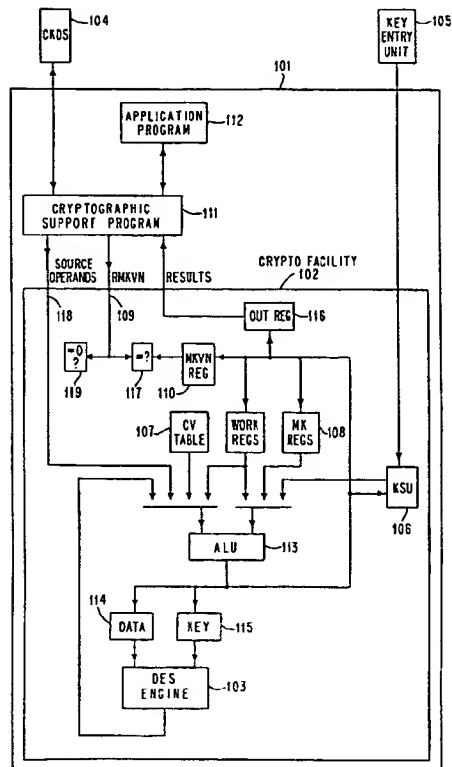 CKDS
104
KEY
ENTRY
UNIT
105
101
APPLICATION
PROGRAM
112
CRYPTOGRAPHIC
SUPPORT PROGRAM
111
SOURCE
OPERANDS
RMKVN
RESULTS
CRYPTO FACILITY
102
118
109
OUT REG
116
=0
?
119
=?
117
MKVN
REG
110
107
CV
TABLE
WORK
REGS
MK
REGS
108
KSU
106
ALU
113
114
DATA
KEY
115
DES
ENGINE
103